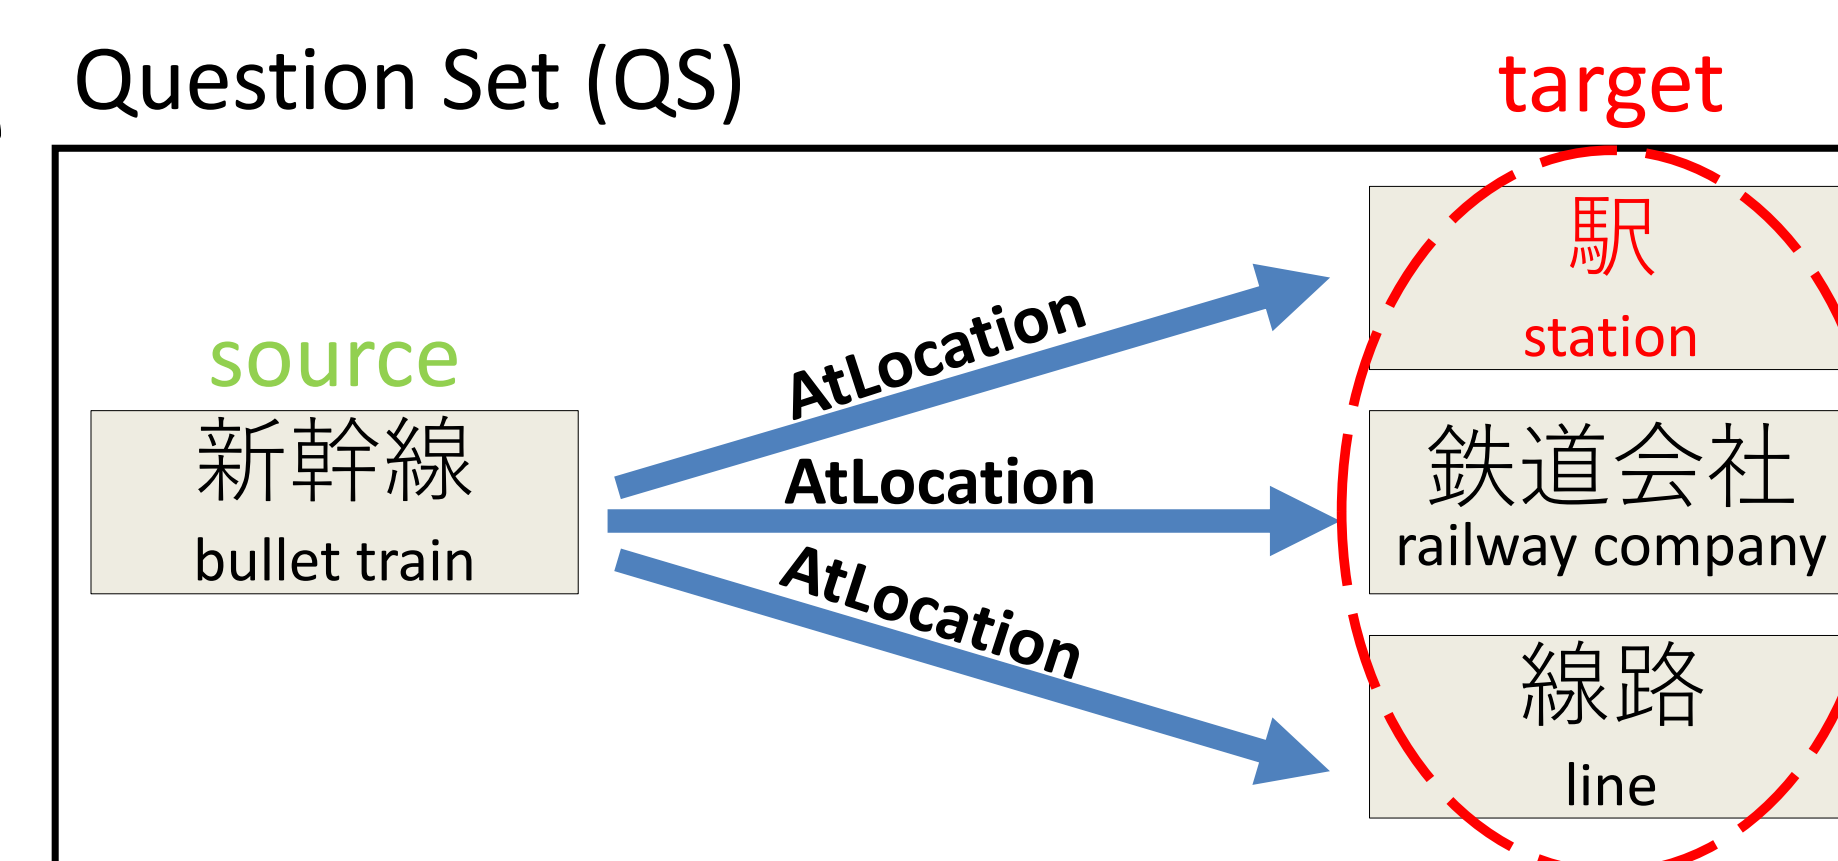 Question Set (QS)
target
source
新幹線
bullet train
AtLocation
AtLocation
AtLocation
駅
station
鉄道会社
railway company
線路
line